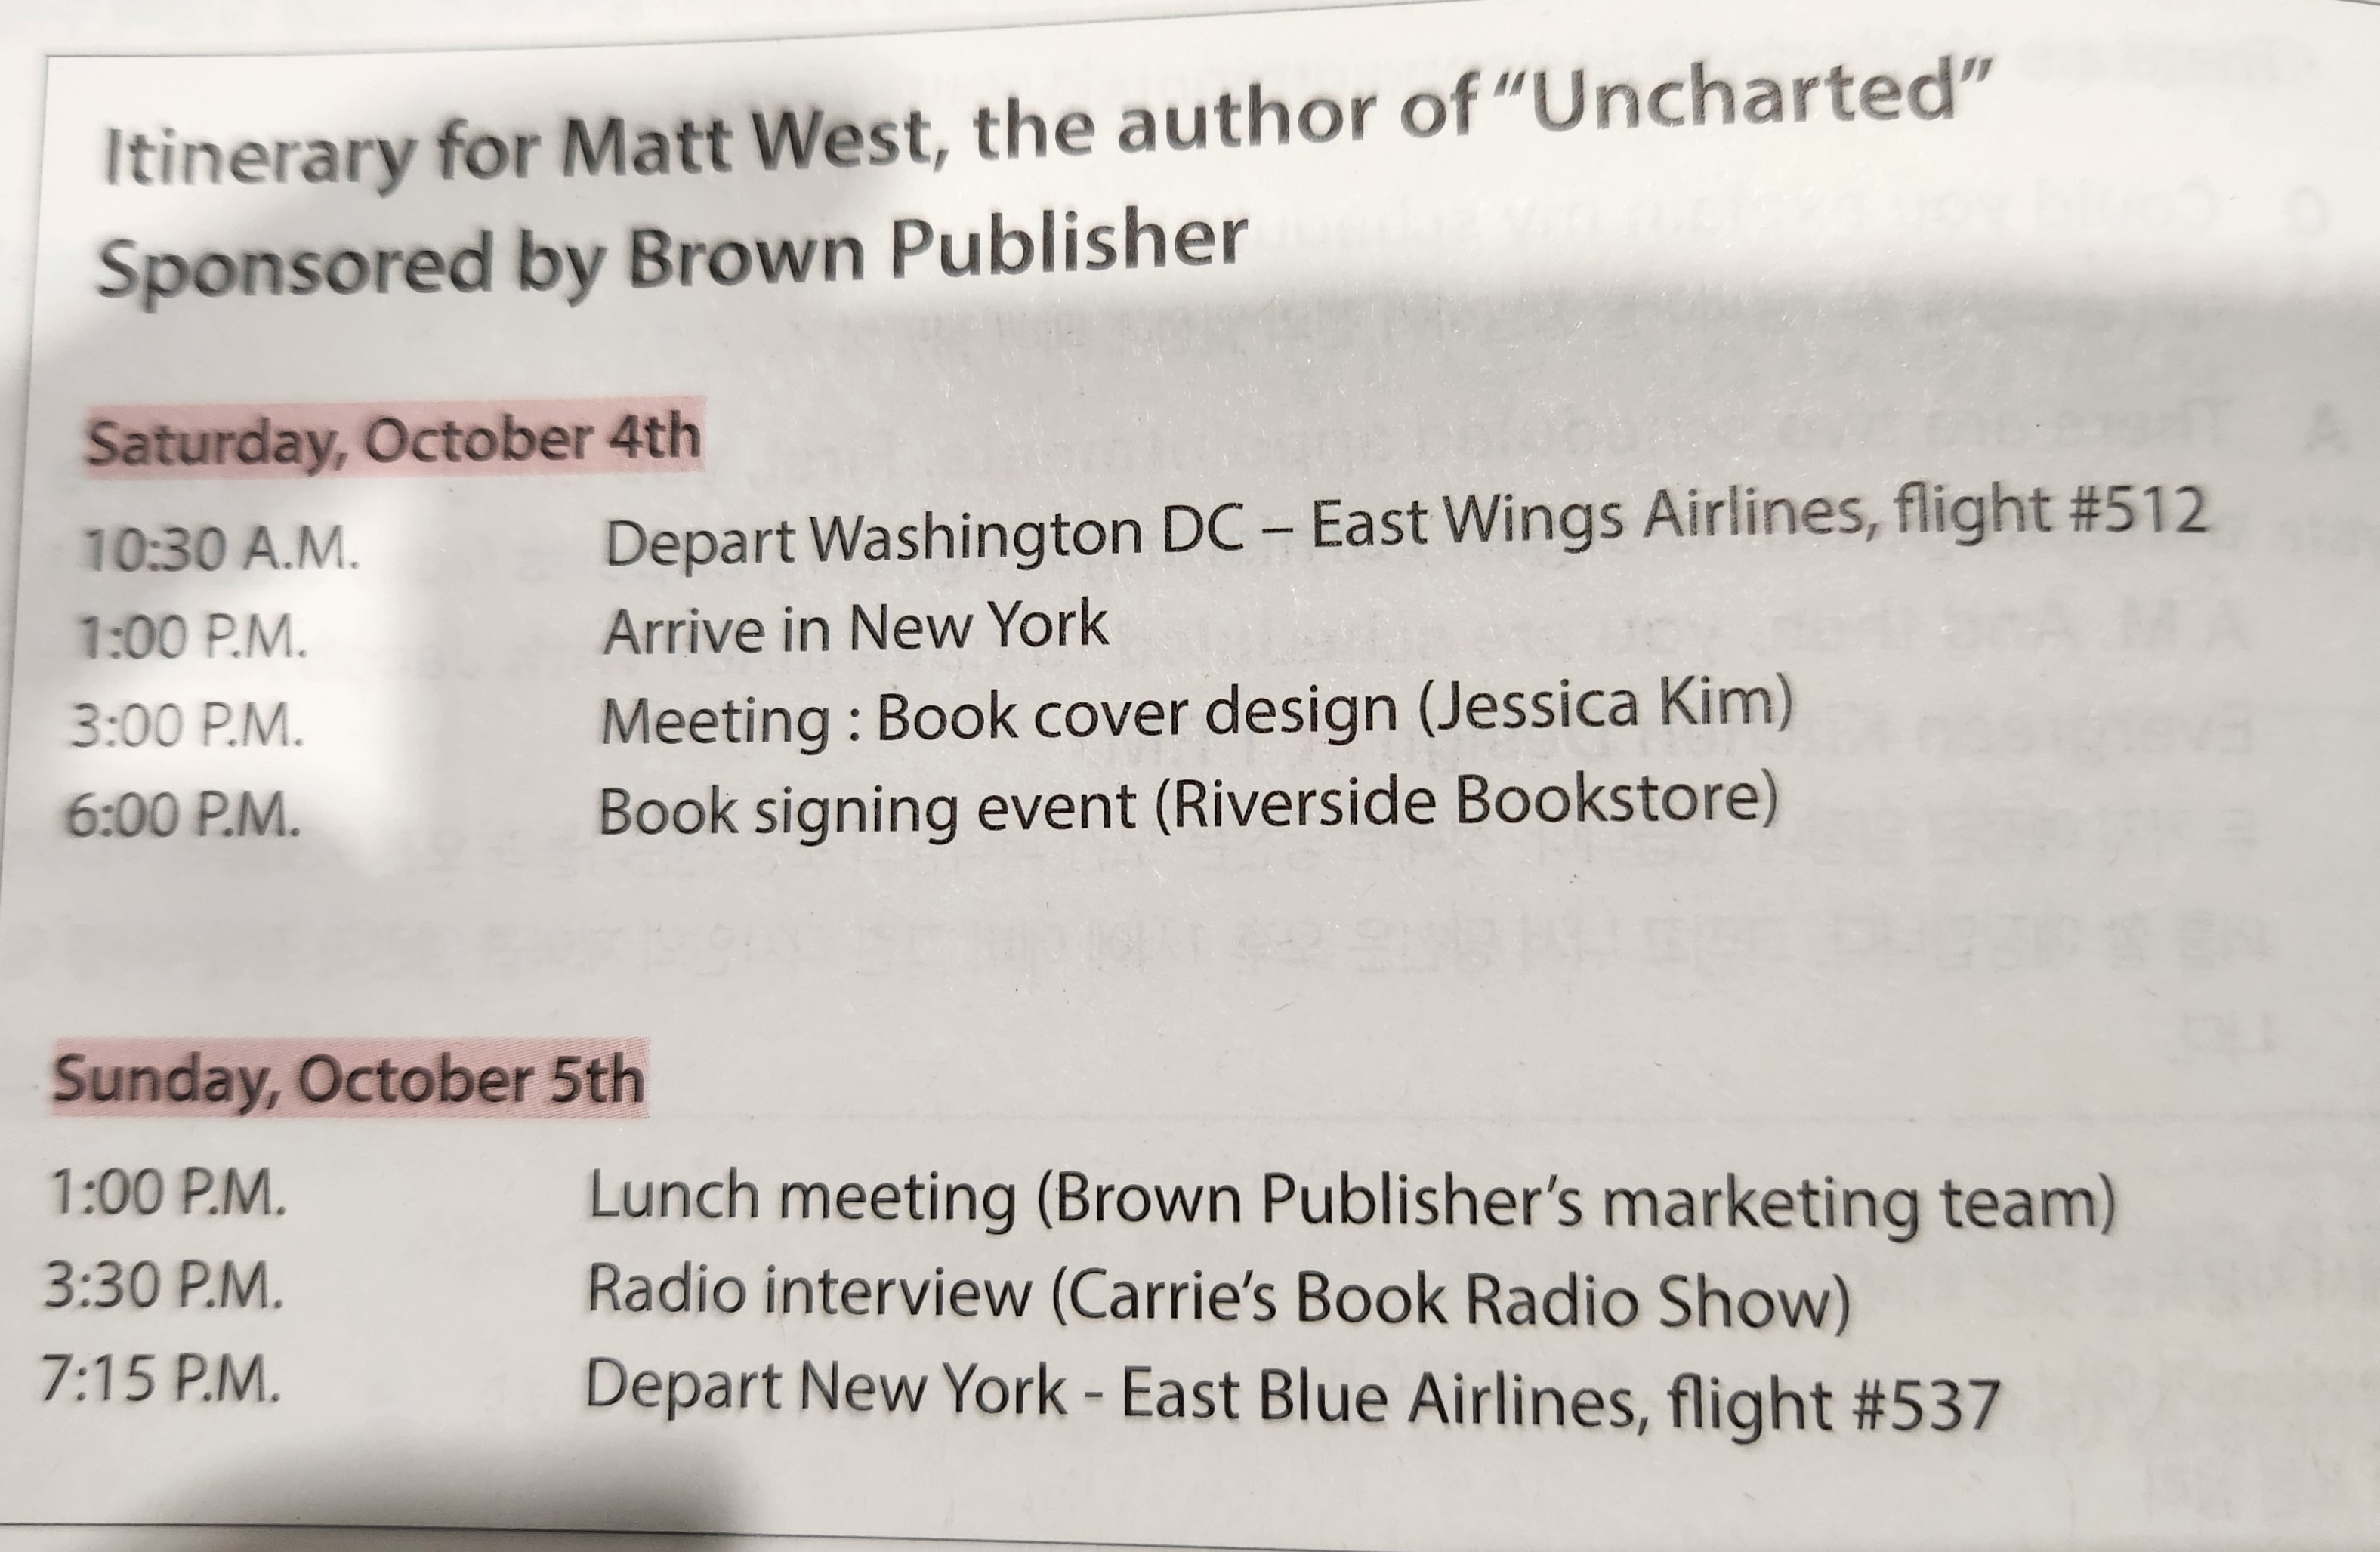 Itinerary for Matt West, the author of “Uncharted”
Sponsored by Brown Publisher
Saturday, October 4th
10:30 A.M. Depart Washington DC – East Wings Airlines, flight #512
1:00 P.M. Arrive in New York
3:00 P.M. Meeting : Book cover design (Jessica Kim)
6:00 P.M. Book signing event (Riverside Bookstore)
Sunday, October 5th
1:00 P.M. Lunch meeting (Brown Publisher’s marketing team)
3:30 P.M. Radio interview (Carrie’s Book Radio Show)
7:15 P.M. Depart New York - East Blue Airlines, flight #537